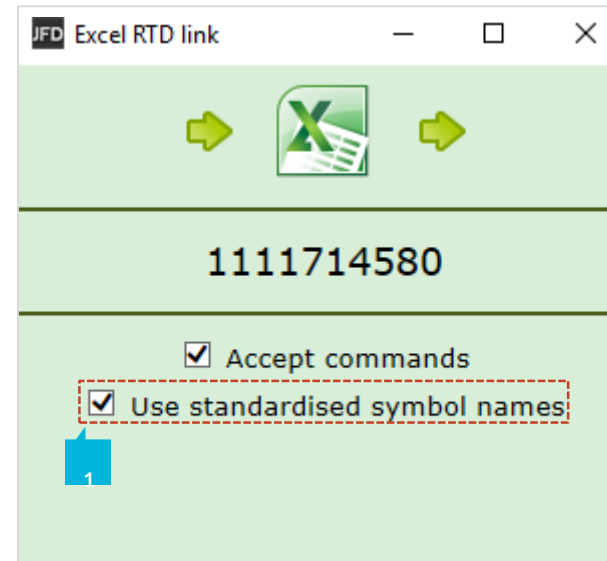 JFD Excel RTD link
1111714580
Accept commands
Use standardised symbol names
1